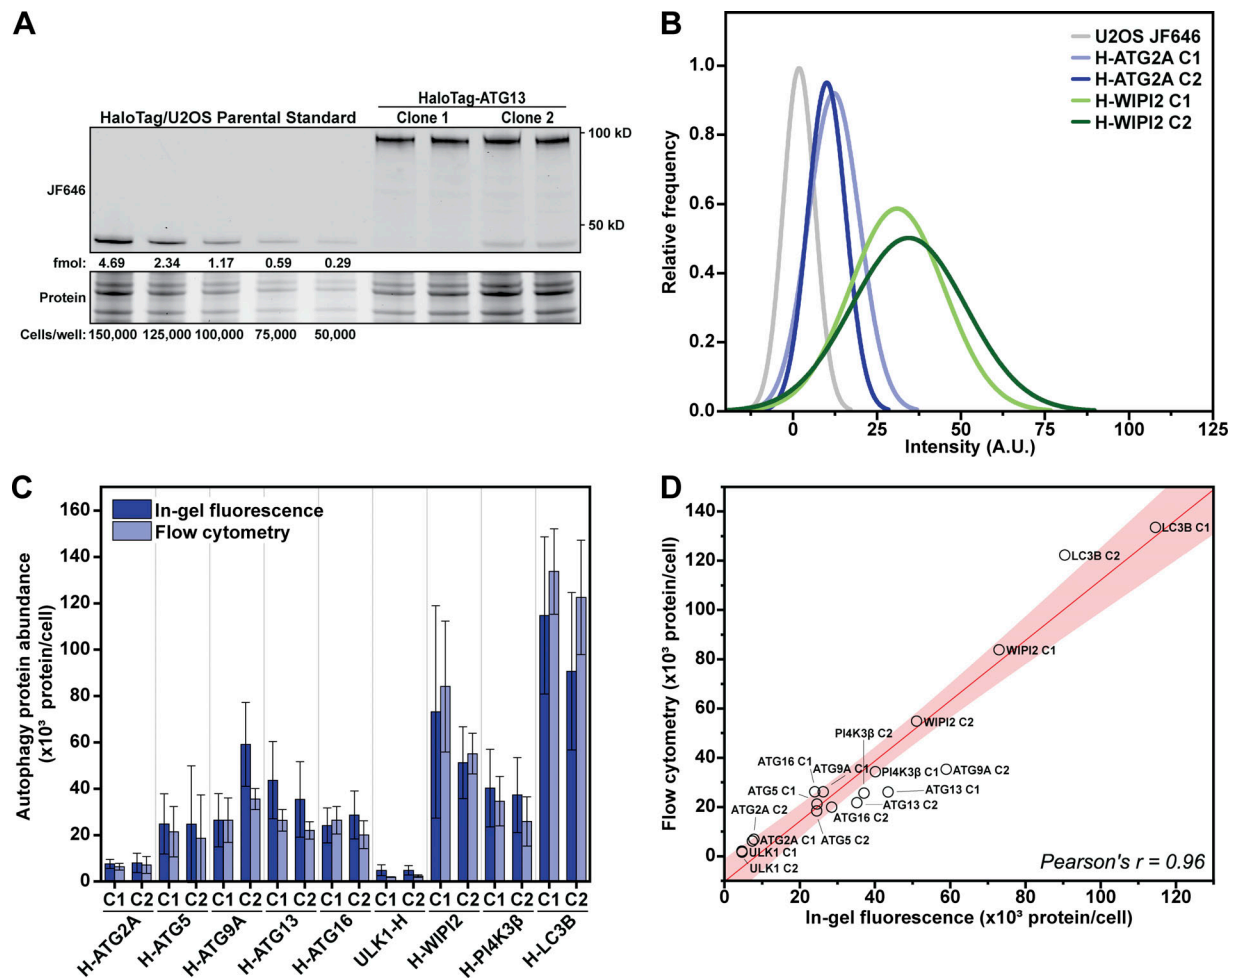 A
HaloTag/U2OS Parental Standard
HaloTag-ATG13
Clone 1 Clone 2
100 kD
JF646
50 kD
fmol: 4.69 2.34 1.17 0.59 0.29
Protein
Cells/well: 150,000 125,000 100,000 75,000 50,000
B
U2OS JF646
H-ATG2A C1
H-ATG2A C2
H-WIPI2 C1
H-WIPI2 C2
Relative frequency
1.0
0.8
0.6
0.4
0.2
0.0
0 25 50 75 100 125
Intensity (A.U.)
C
In-gel fluorescence
Flow cytometry
Autophagy protein abundance
(x10³ protein/cell)
160
140
120
100
80
60
40
20
0
C1 C2 C1 C2 C1 C2 C1 C2 C1 C2 C1 C2 C1 C2 C1 C2 C1 C2
H-ATG2A H-ATG5 H-ATG9A H-ATG13 H-ATG16 ULK1-H H-WIPI2 H-PI4K3β H-LC3B
D
Flow cytometry (x10³ protein/cell)
140
120
100
80
60
40
20
0
LC3B C1
LC3B C2
WIPI2 C1
WIPI2 C2
PI4K3β C2
ATG16 C1
ATG9A C1
PI4K3β C1
ATG9A C2
ATG5 C1
ATG13 C1
ATG2A C2
ATG13 C2
ATG16 C2
ATG2A C1
ATG5 C2
ULK1 C1
ULK1 C2
Pearson's r = 0.96
0 20 40 60 80 100 120
In-gel fluorescence (x10³ protein/cell)